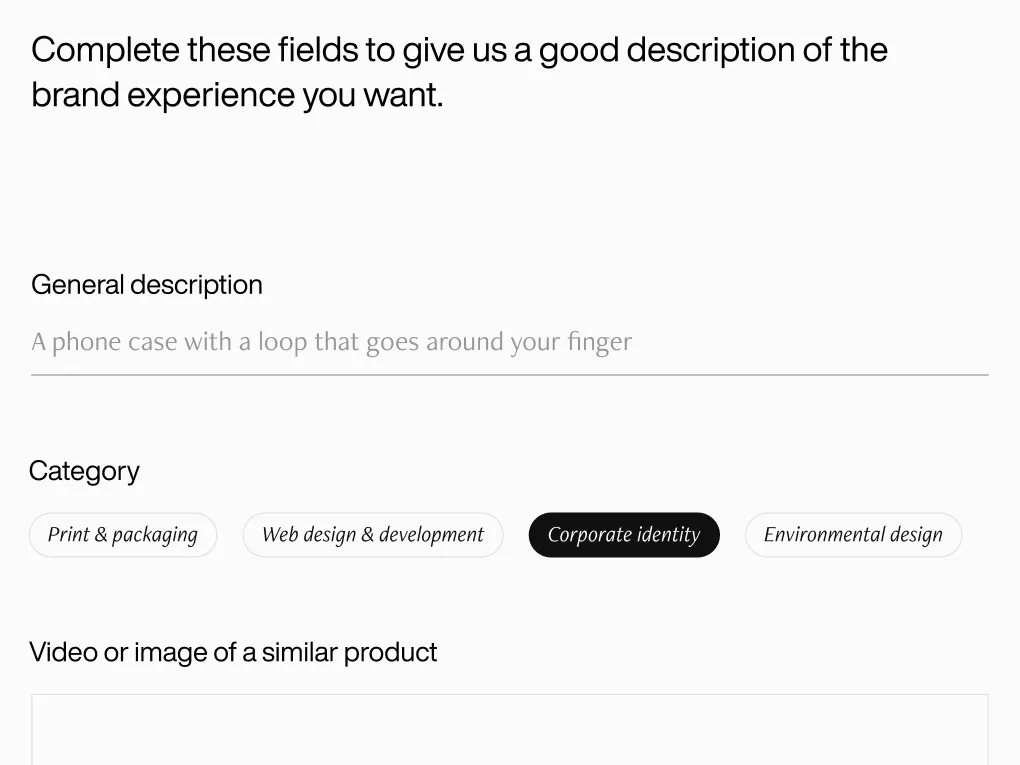 Complete these fields to give us a good description of the
brand experience you want.
General description
A phone case with a loop that goes around your finger
Category
Print & packaging
Web design & development
Corporate identity
Environmental design
Video or image of a similar product